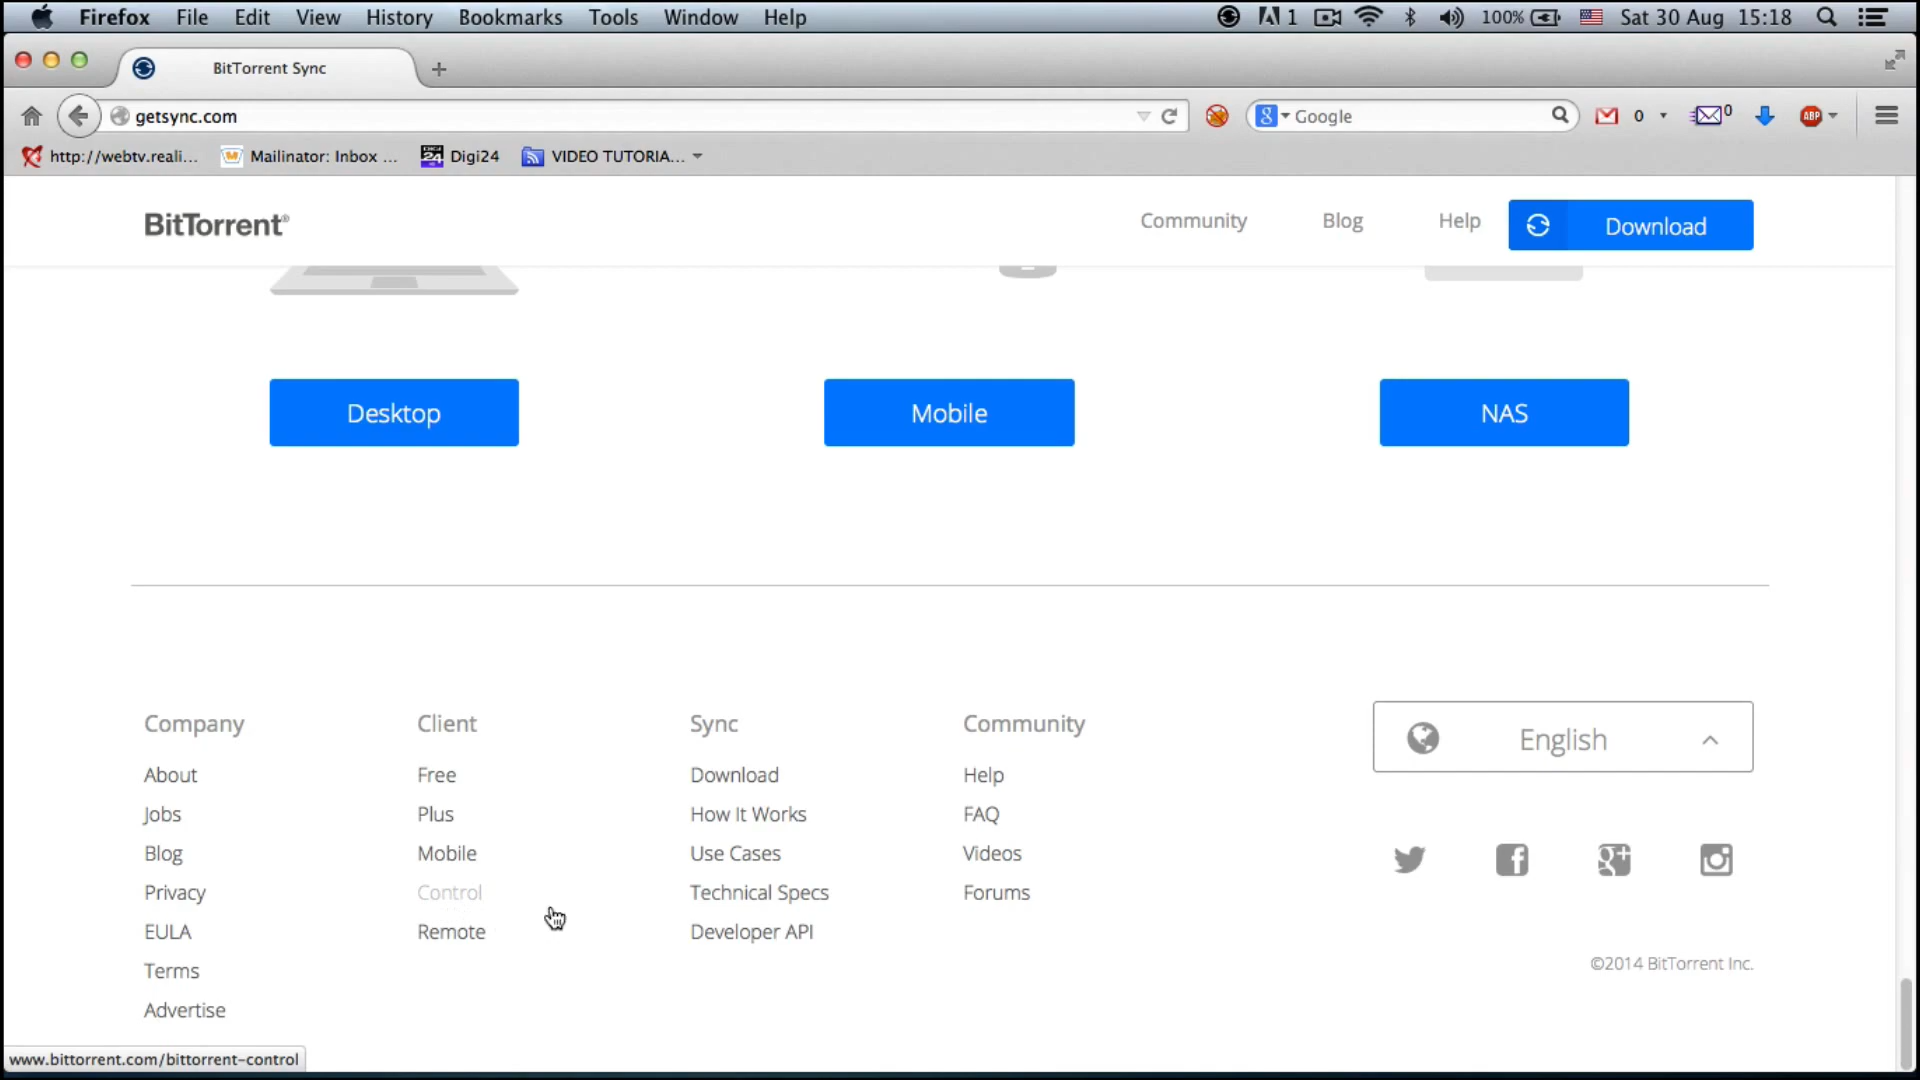 Firefox File Edit View History Bookmarks Tools Window Help 1 100% Sat 30 Aug 15:18
BitTorrent Sync
getsync.com Google 0 0 ABP
http://webtv.reali... Mailinator: Inbox ... Digi24 VIDEO TUTORIA...
BitTorrent® Community Blog Help Download
Desktop Mobile NAS
Company Client Sync Community English
About Free Download Help
Jobs Plus How It Works FAQ
Blog Mobile Use Cases Videos
Privacy Control Technical Specs Forums
EULA Remote Developer API
Terms ©2014 BitTorrent Inc.
Advertise
www.bittorrent.com/bittorrent-control